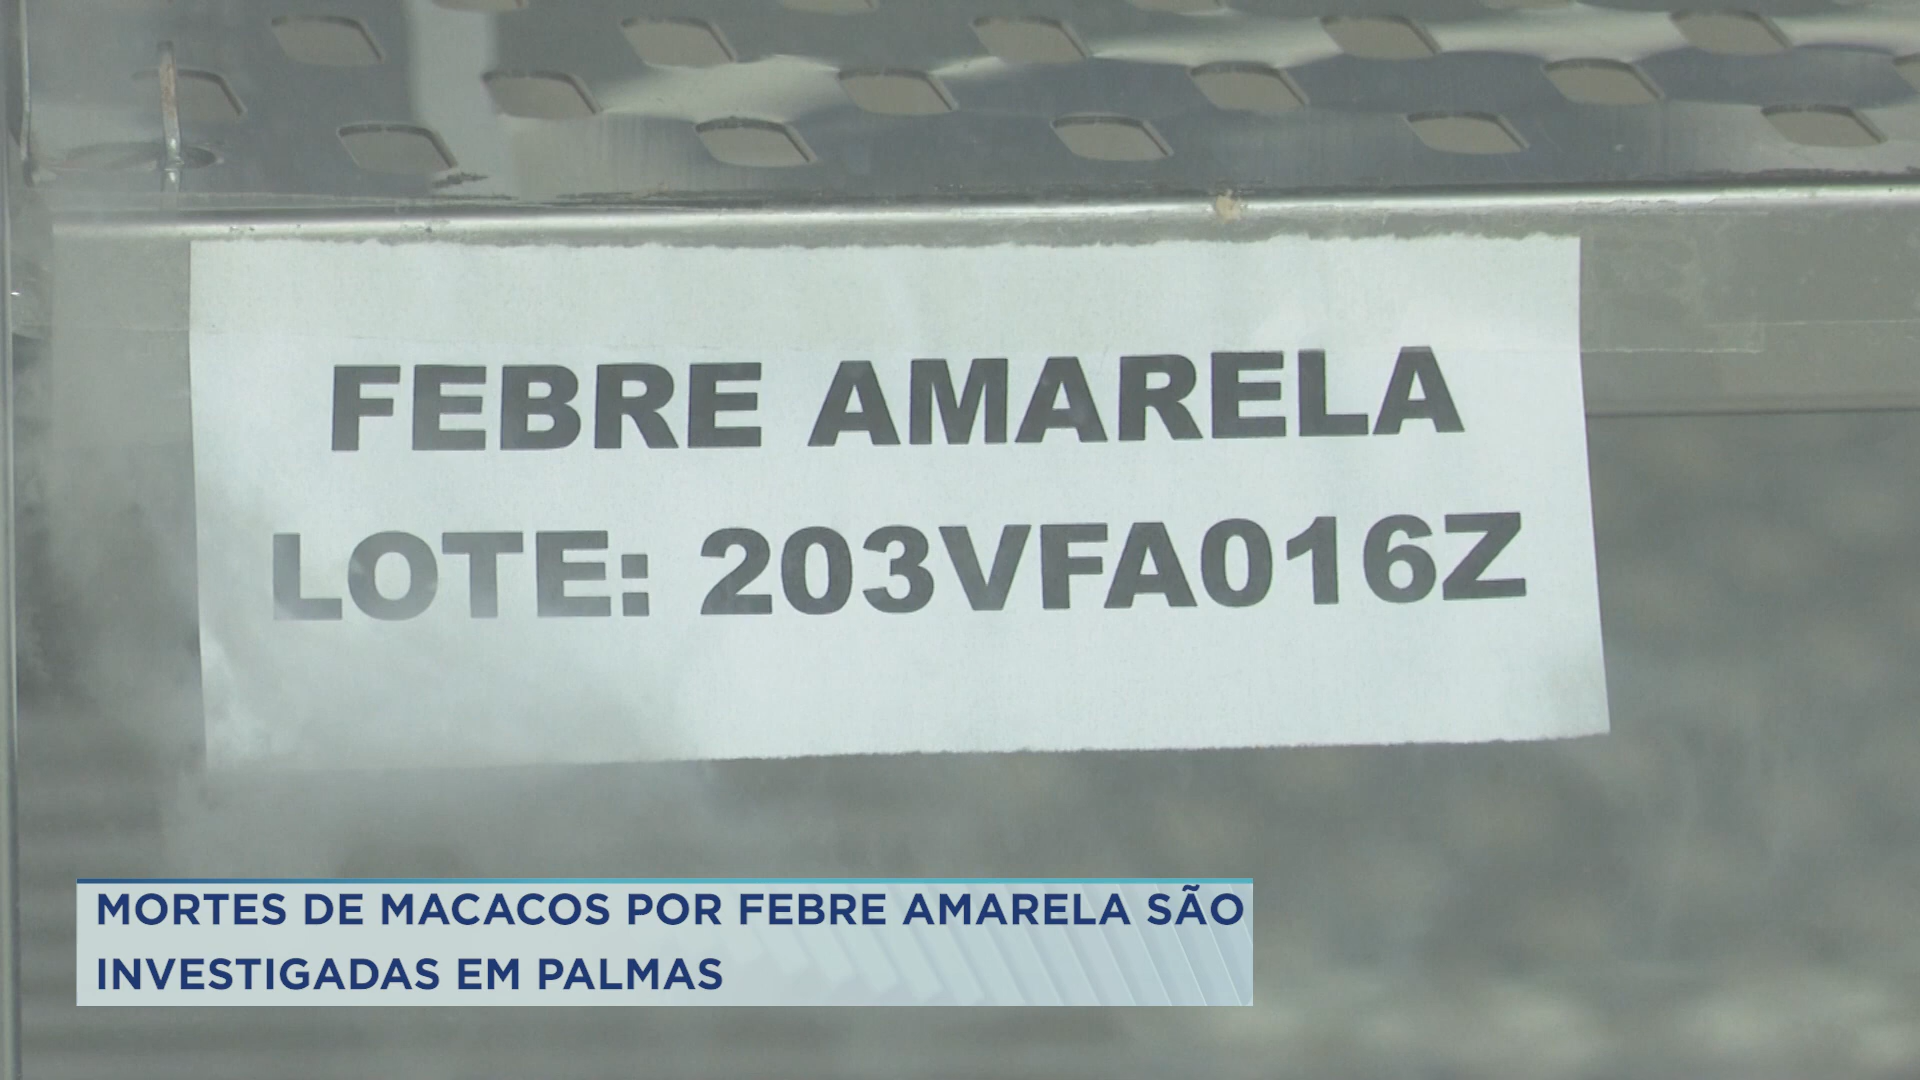 FEBRE AMARELA
LOTE: 203VFA016Z
MORTES DE MACACOS POR FEBRE AMARELA SÃO
INVESTIGADAS EM PALMAS